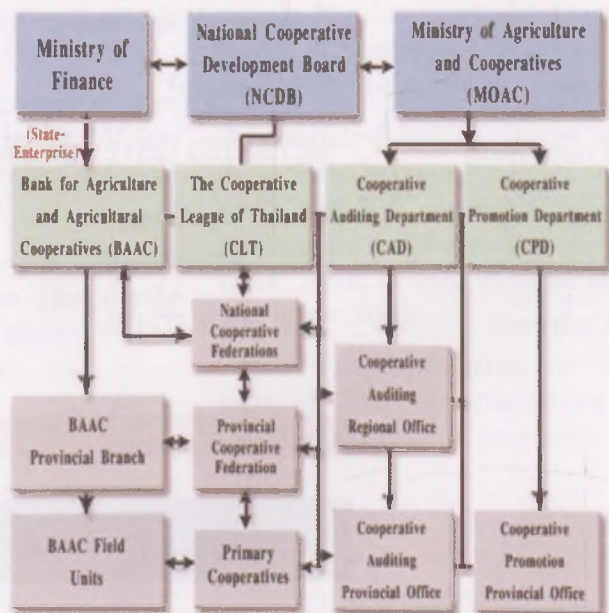 Ministry of
Finance
National Cooperative
Development Board
(NCDB)
Ministry of Agriculture
and Cooperatives
(MOAC)
(State-
Enterprise)
Bank for Agriculture
and Agricultural
Cooperatives (BAAC)
The Cooperative
League of Thailand
(CLT)
Cooperative
Auditing Department
(CAD)
Cooperative
Promotion Department
(CPD)
National
Cooperative
Federations
Cooperative
Auditing
Regional Office
BAAC
Provincial Branch
Provincial
Cooperative
Federation
BAAC Field
Units
Primary
Cooperatives
Cooperative
Auditing
Provincial Office
Cooperative
Promotion
Provincial Office